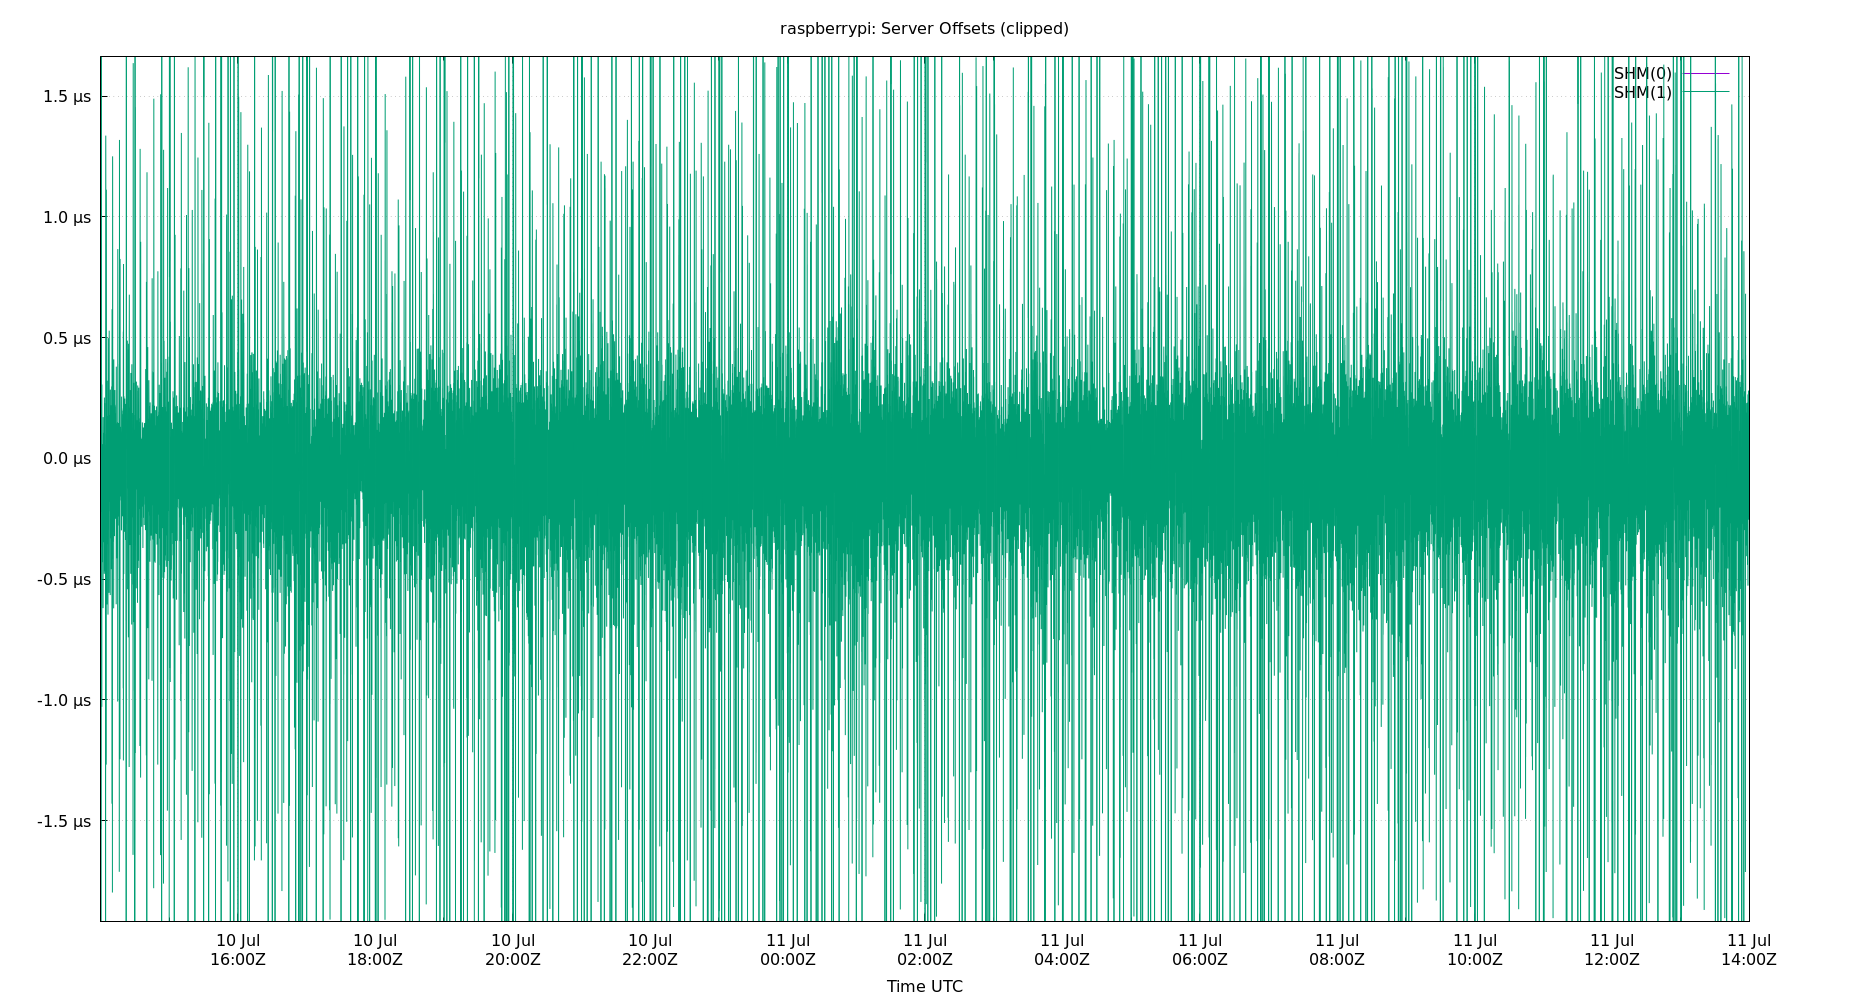 raspberrypi: Server Offsets (clipped)
SHM(0)
SHM(1)
1.5 µs
1.0 µs
0.5 µs
0.0 µs
-0.5 µs
-1.0 µs
-1.5 µs
10 Jul 10 Jul 10 Jul 10 Jul 11 Jul 11 Jul 11 Jul 11 Jul 11 Jul 11 Jul 11 Jul 11 Jul
16:00Z 18:00Z 20:00Z 22:00Z 00:00Z 02:00Z 04:00Z 06:00Z 08:00Z 10:00Z 12:00Z 14:00Z
Time UTC